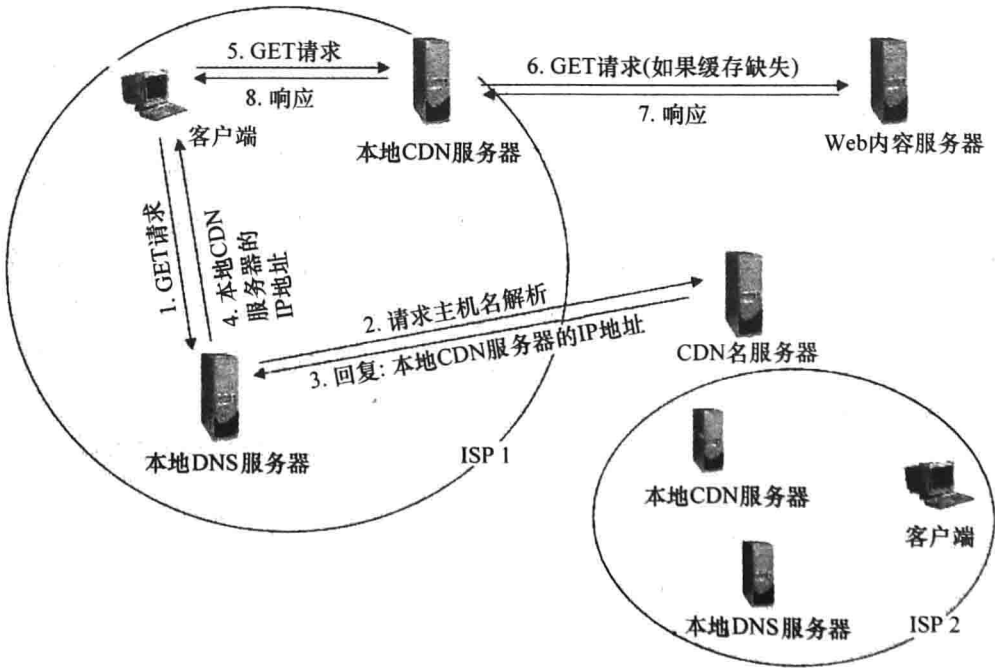 5. GET请求
8. 响应
客户端
本地CDN服务器
6. GET请求(如果缓存缺失)
7. 响应
Web内容服务器
1. GET请求
4. 本地CDN
服务器的
IP地址
2. 请求主机名解析
3. 回复: 本地CDN服务器的IP地址
CDN名服务器
本地DNS服务器
ISP 1
本地CDN服务器
客户端
本地DNS服务器
ISP 2